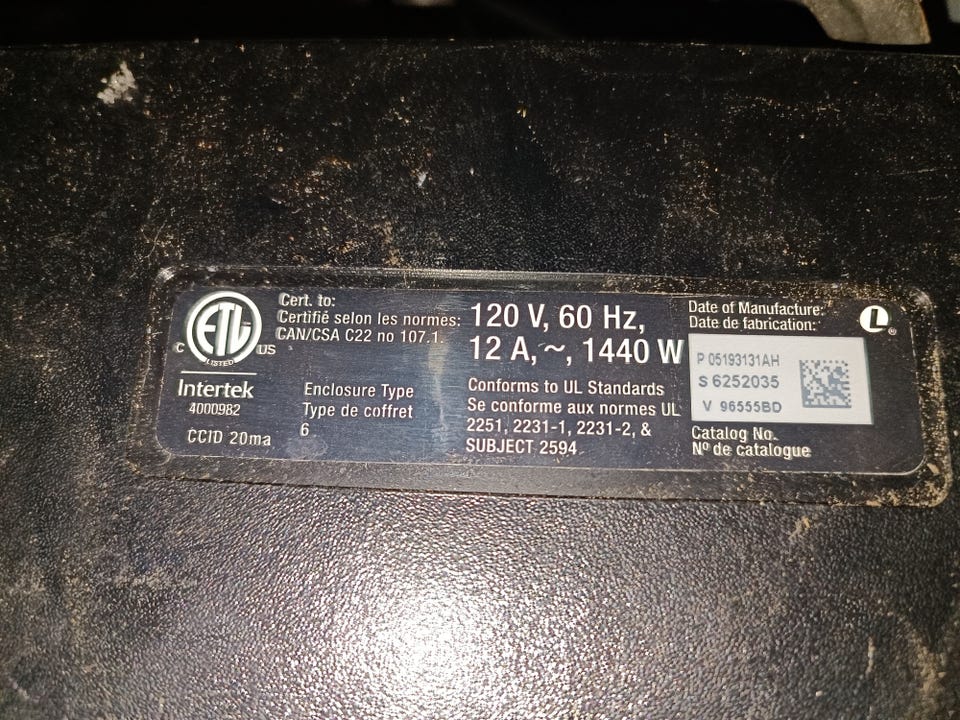 ETL
C US
LISTED
Intertek
4000982
CCID 20ma
Cert. to:
Certifié selon les normes:
CAN/CSA C22 no 107.1.
Enclosure Type
Type de coffret
6
120 V, 60 Hz,
12 A, ~, 1440 W
Conforms to UL Standards
Se conforme aux normes UL
2251, 2231-1, 2231-2, &
SUBJECT 2594
Date of Manufacture:
Date de fabrication:
L ®
P 05193131AH
S 6252035
V 96555BD
Catalog No.
Nº de catalogue